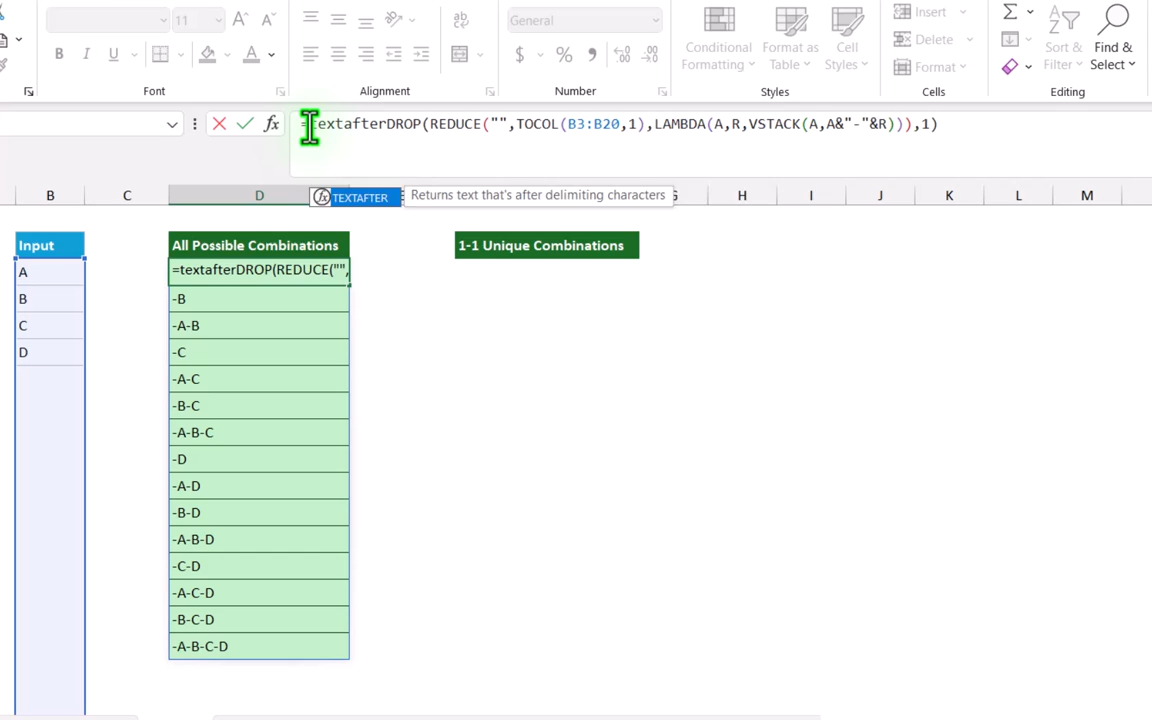 11
General
B I U
Conditional Formatting
Format as Table
Cell Styles
Insert
Delete
Format
Sort & Filter
Find & Select
Font
Alignment
Number
Styles
Cells
Editing
=textafterDROP(REDUCE("",TOCOL(B3:B20,1),LAMBDA(A,R,VSTACK(A,A&"-"&R))),1)
TEXTAFTER
Returns text that's after delimiting characters
B C D G H I J K L M
Input
All Possible Combinations
1-1 Unique Combinations
A
=textafterDROP(REDUCE("",
B
-B
C
-A-B
D
-C
-A-C
-B-C
-A-B-C
-D
-A-D
-B-D
-A-B-D
-C-D
-A-C-D
-B-C-D
-A-B-C-D